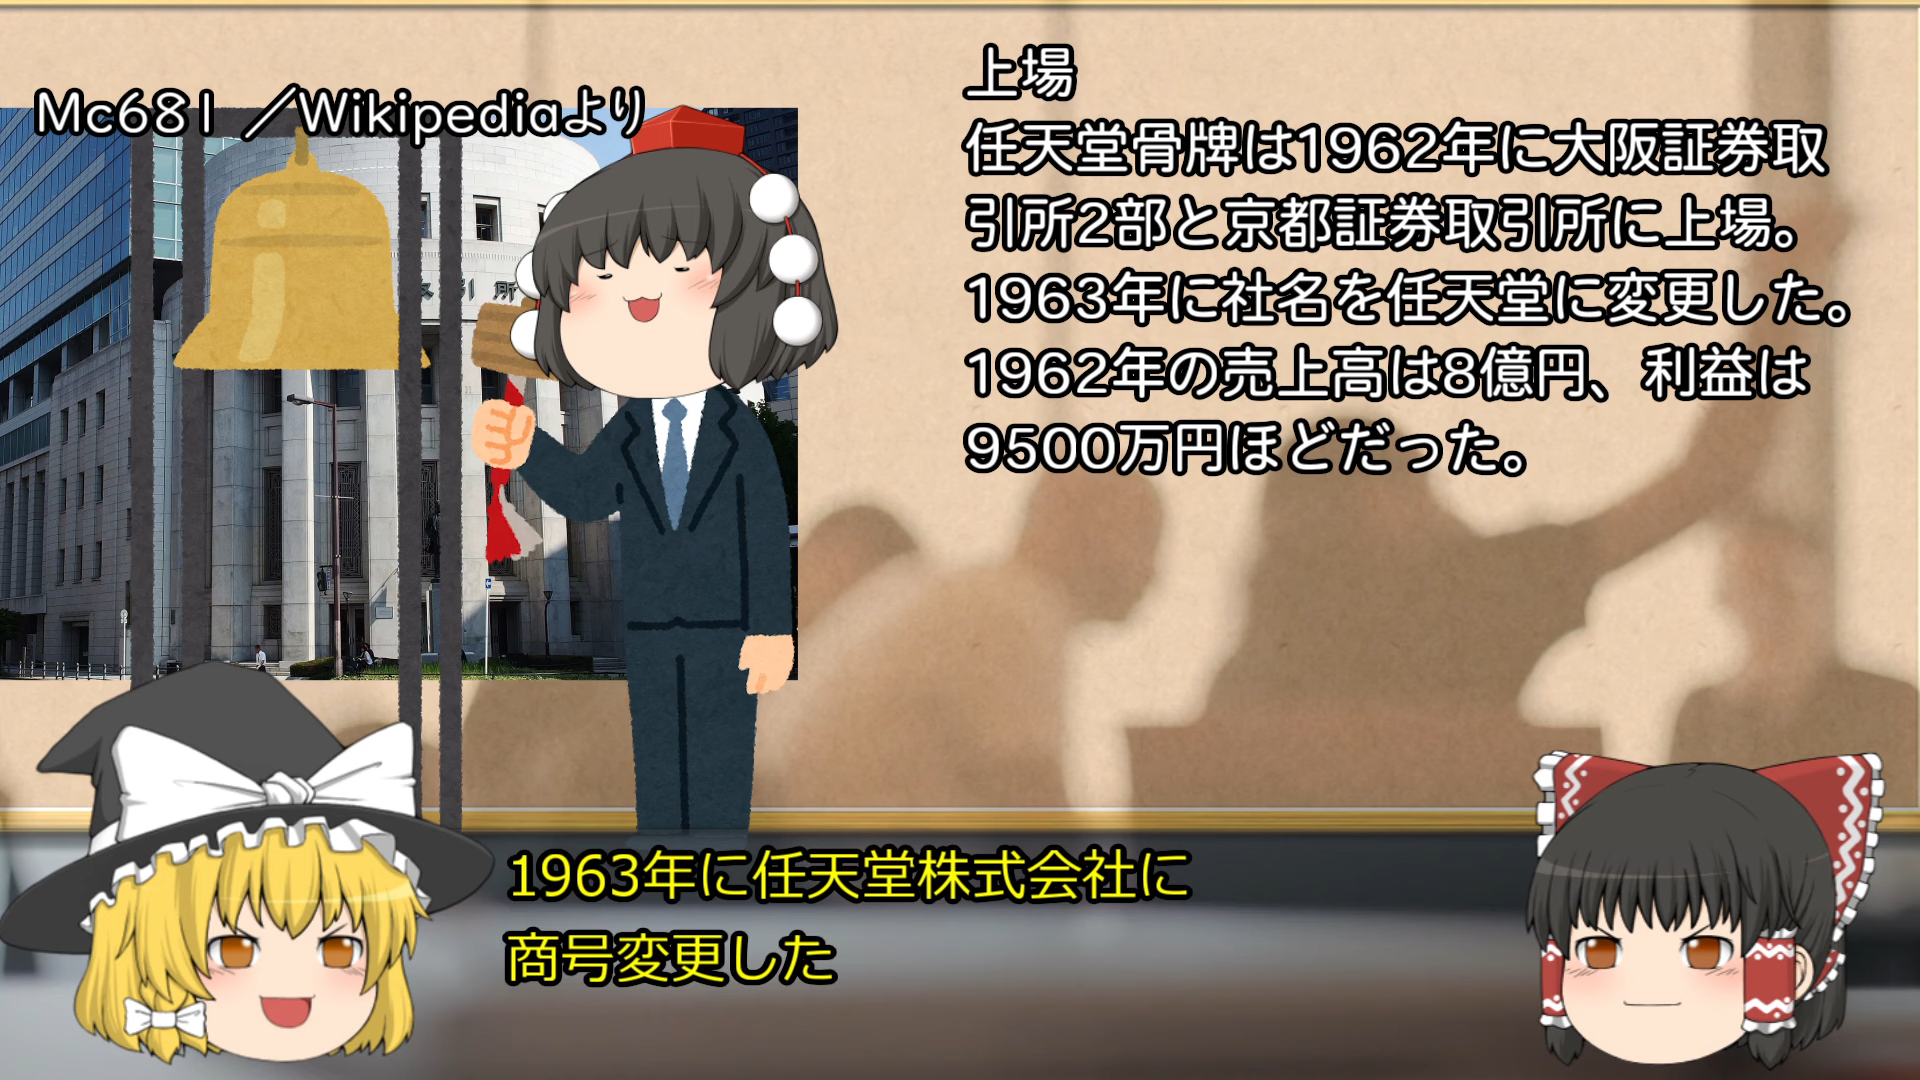 Mc681 ／Wikipediaより
上場
任天堂骨牌は1962年に大阪証券取
引所2部と京都証券取引所に上場。
1963年に社名を任天堂に変更した。
1962年の売上高は8億円、利益は
9500万円ほどだった。
引所
1963年に任天堂株式会社に
商号変更した